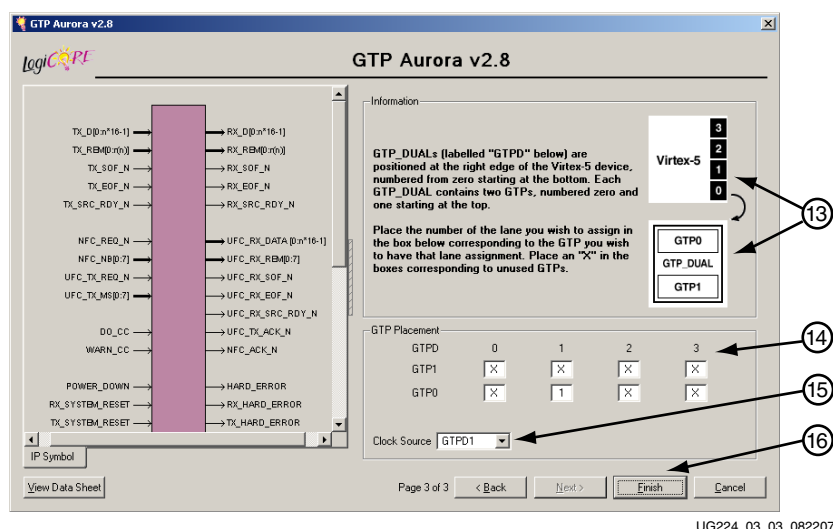 GTP Aurora v2.8
LogiCORE
GTP Aurora v2.8
TX_D[0:n*16-1]
TX_REM[0:r(n)]
TX_SOF_N
TX_EOF_N
TX_SRC_RDY_N
NFC_REQ_N
NFC_NB[0:7]
UFC_TX_REQ_N
UFC_TX_MS[0:7]
DO_CC
WARN_CC
POWER_DOWN
RX_SYSTEM_RESET
TX_SYSTEM_RESET
RX_D[0:n*16-1]
RX_REM[0:r(n)]
RX_SOF_N
RX_EOF_N
RX_SRC_RDY_N
UFC_RX_DATA [0:n*16-1]
UFC_RX_REM[0:7]
UFC_RX_SOF_N
UFC_RX_EOF_N
UFC_RX_SRC_RDY_N
UFC_TX_ACK_N
NFC_ACK_N
HARD_ERROR
RX_HARD_ERROR
TX_HARD_ERROR
IP Symbol
Information
GTP_DUALs (labelled "GTPD" below) are
positioned at the right edge of the Virtex-5 device,
numbered from zero starting at the bottom. Each
GTP_DUAL contains two GTPs, numbered zero and
one starting at the top.
Place the number of the lane you wish to assign in
the box below corresponding to the GTP you wish
to have that lane assignment. Place an "X" in the
boxes corresponding to unused GTPs.
Virtex-5
3
2
1
0
GTP0
GTP_DUAL
GTP1
13
GTP Placement
GTPD 0 1 2 3
GTP1 X X X X
GTP0 X 1 X X
14
Clock Source GTPD1
15
16
View Data Sheet
Page 3 of 3
< Back
Next >
Finish
Cancel
UG224_03_03_082207